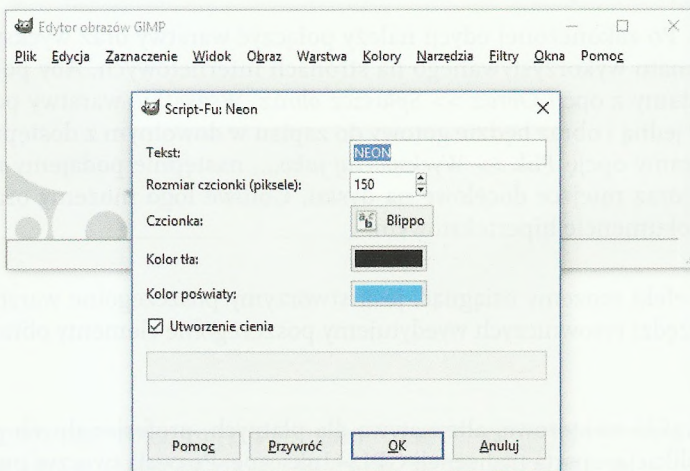 Edytor obrazów GIMP
Plik Edycja Zaznaczenie Widok Obraz Warstwa Kolory Narzędzia Filtry Okna Pomoc
Script-Fu: Neon
Tekst: NEON
Rozmiar czcionki (piksele): 150
Czcionka: Blippo
Kolor tła:
Kolor poświaty:
Utworzenie cienia
Pomoc Przywróć OK Anuluj